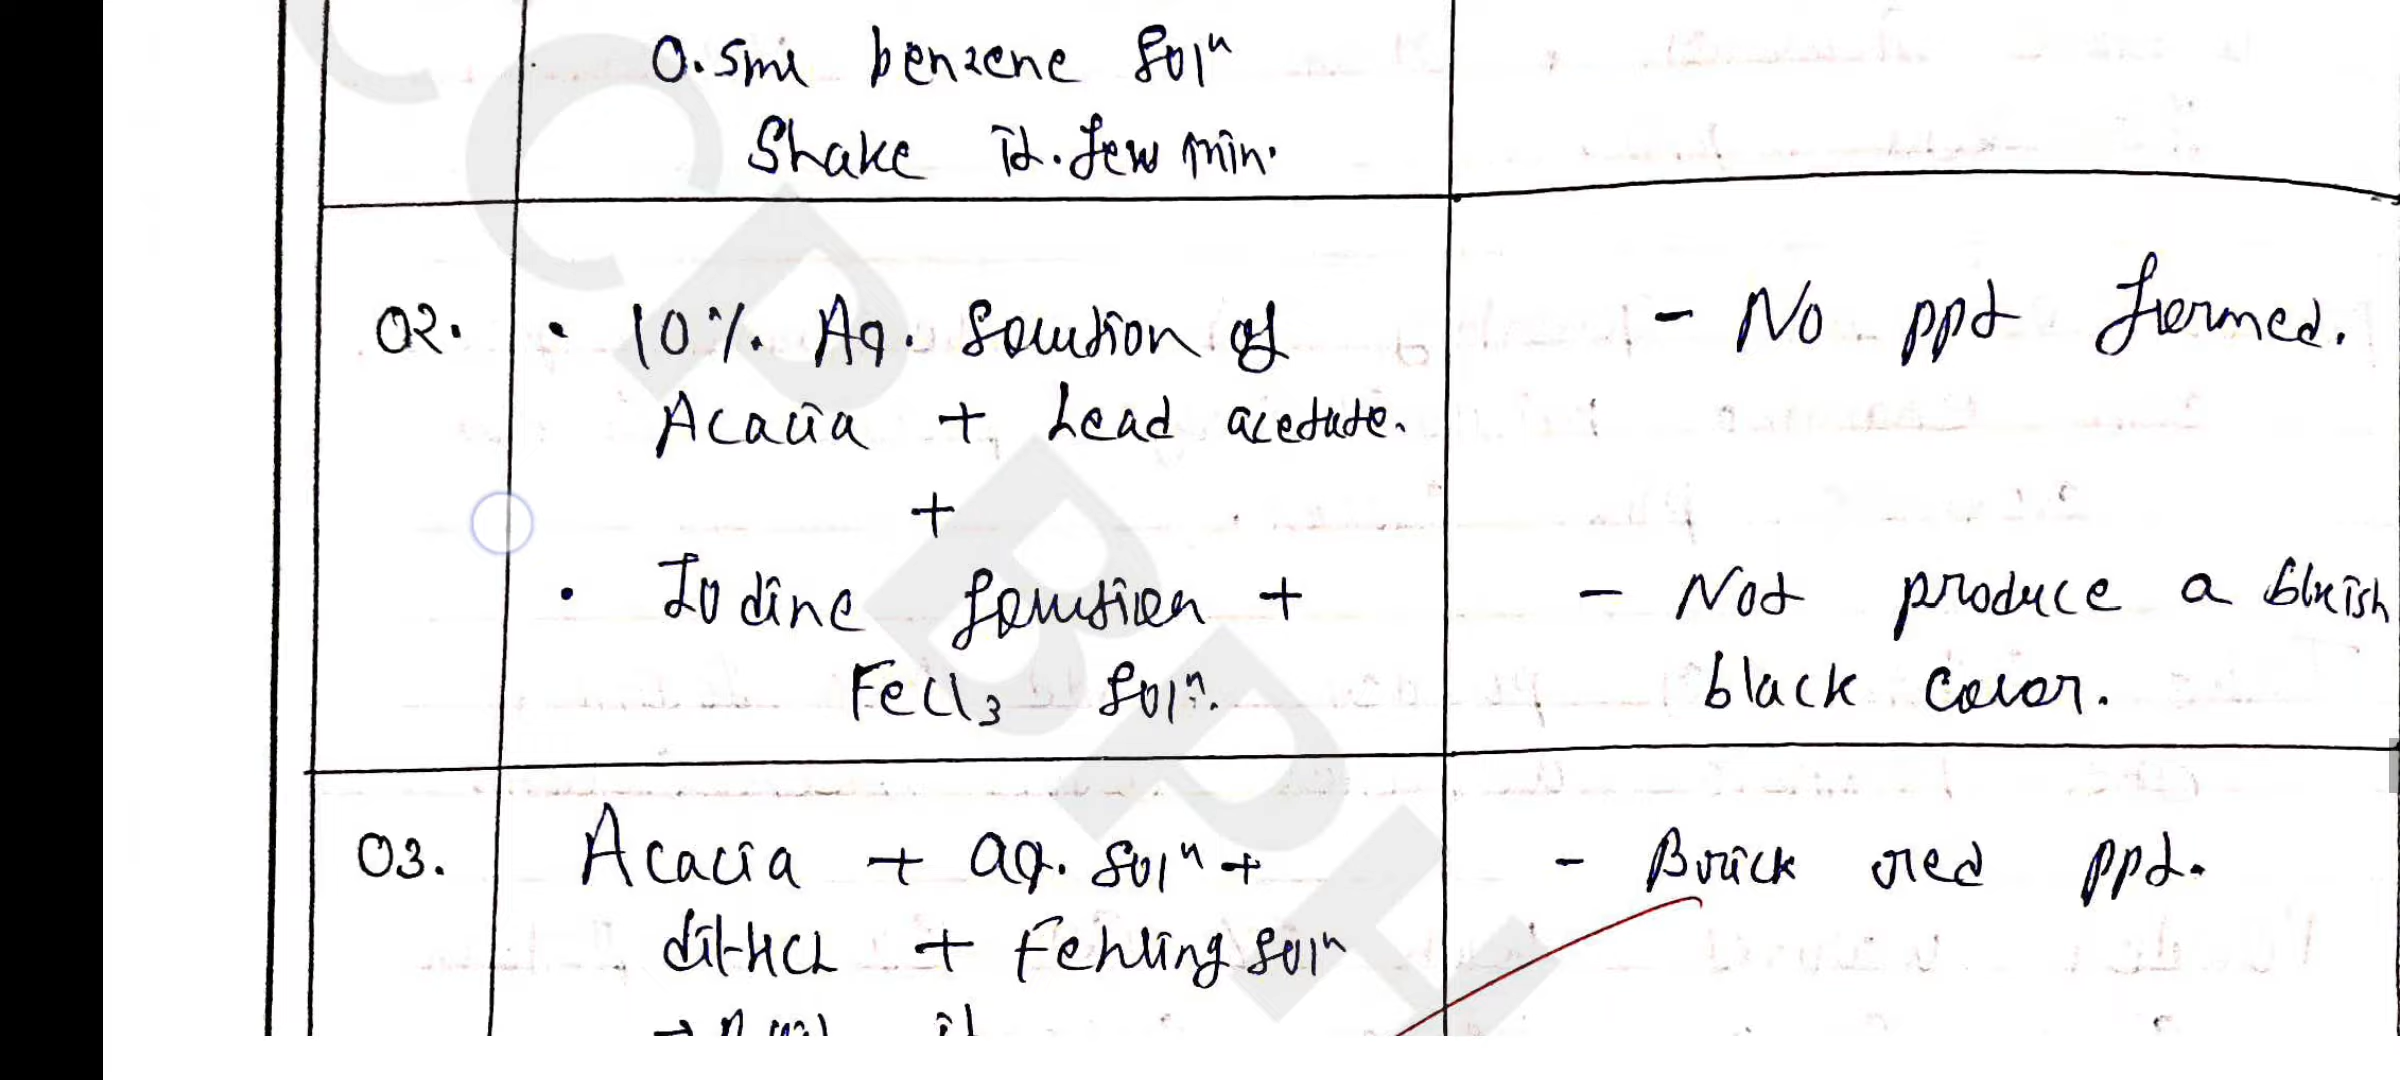 0.5ml benzene Solⁿ
Shake it. few min.
02. • 10%. Aq. Solution of
Acacia + Lead acetate.
+
• Iodine Solution +
FeCl₃ Solⁿ.
- No ppt formed.
- Not produce a bluish
black color.
03. Acacia + aq. Solⁿ +
dil-HCL + Fehling Solⁿ
- Brick red ppt.
CCP BPH